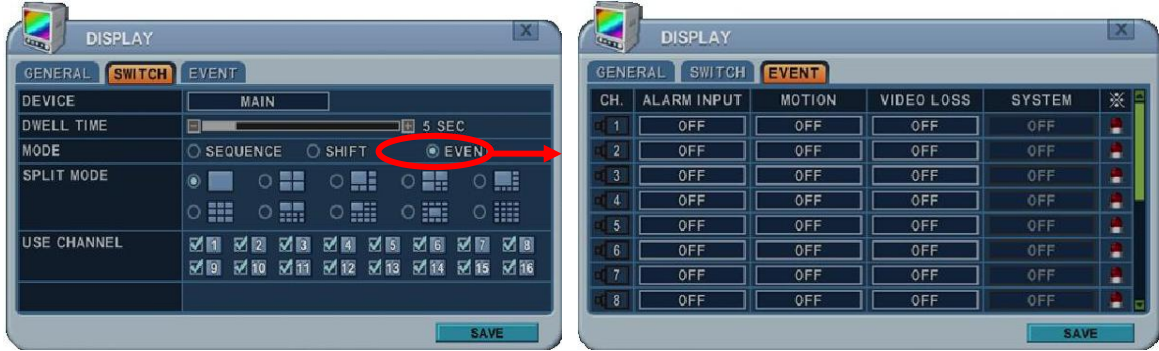 DISPLAY
X
GENERAL SWITCH EVENT
DEVICE MAIN
DWELL TIME 5 SEC
MODE SEQUENCE SHIFT EVEN
SPLIT MODE
USE CHANNEL 1 2 3 4 5 6 7 8
9 10 11 12 13 14 15 16
SAVE
DISPLAY
X
GENERAL SWITCH EVENT
CH. ALARM INPUT MOTION VIDEO LOSS SYSTEM
1 OFF OFF OFF OFF
2 OFF OFF OFF OFF
3 OFF OFF OFF OFF
4 OFF OFF OFF OFF
5 OFF OFF OFF OFF
6 OFF OFF OFF OFF
7 OFF OFF OFF OFF
8 OFF OFF OFF OFF
SAVE